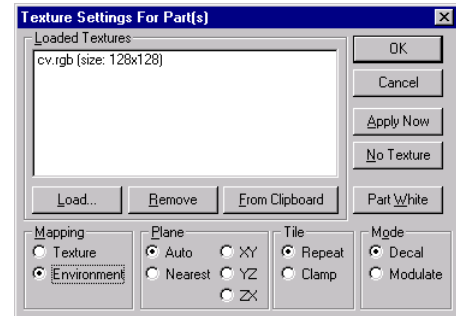 Texture Settings For Part(s)
Loaded Textures
cv.rgb (size: 128x128)
OK
Cancel
Apply Now
No Texture
Load...
Remove
From Clipboard
Part White
Mapping
Plane
Tile
Mode
Texture
Auto
XY
Repeat
Decal
Environment
Nearest
YZ
Clamp
Modulate
ZX